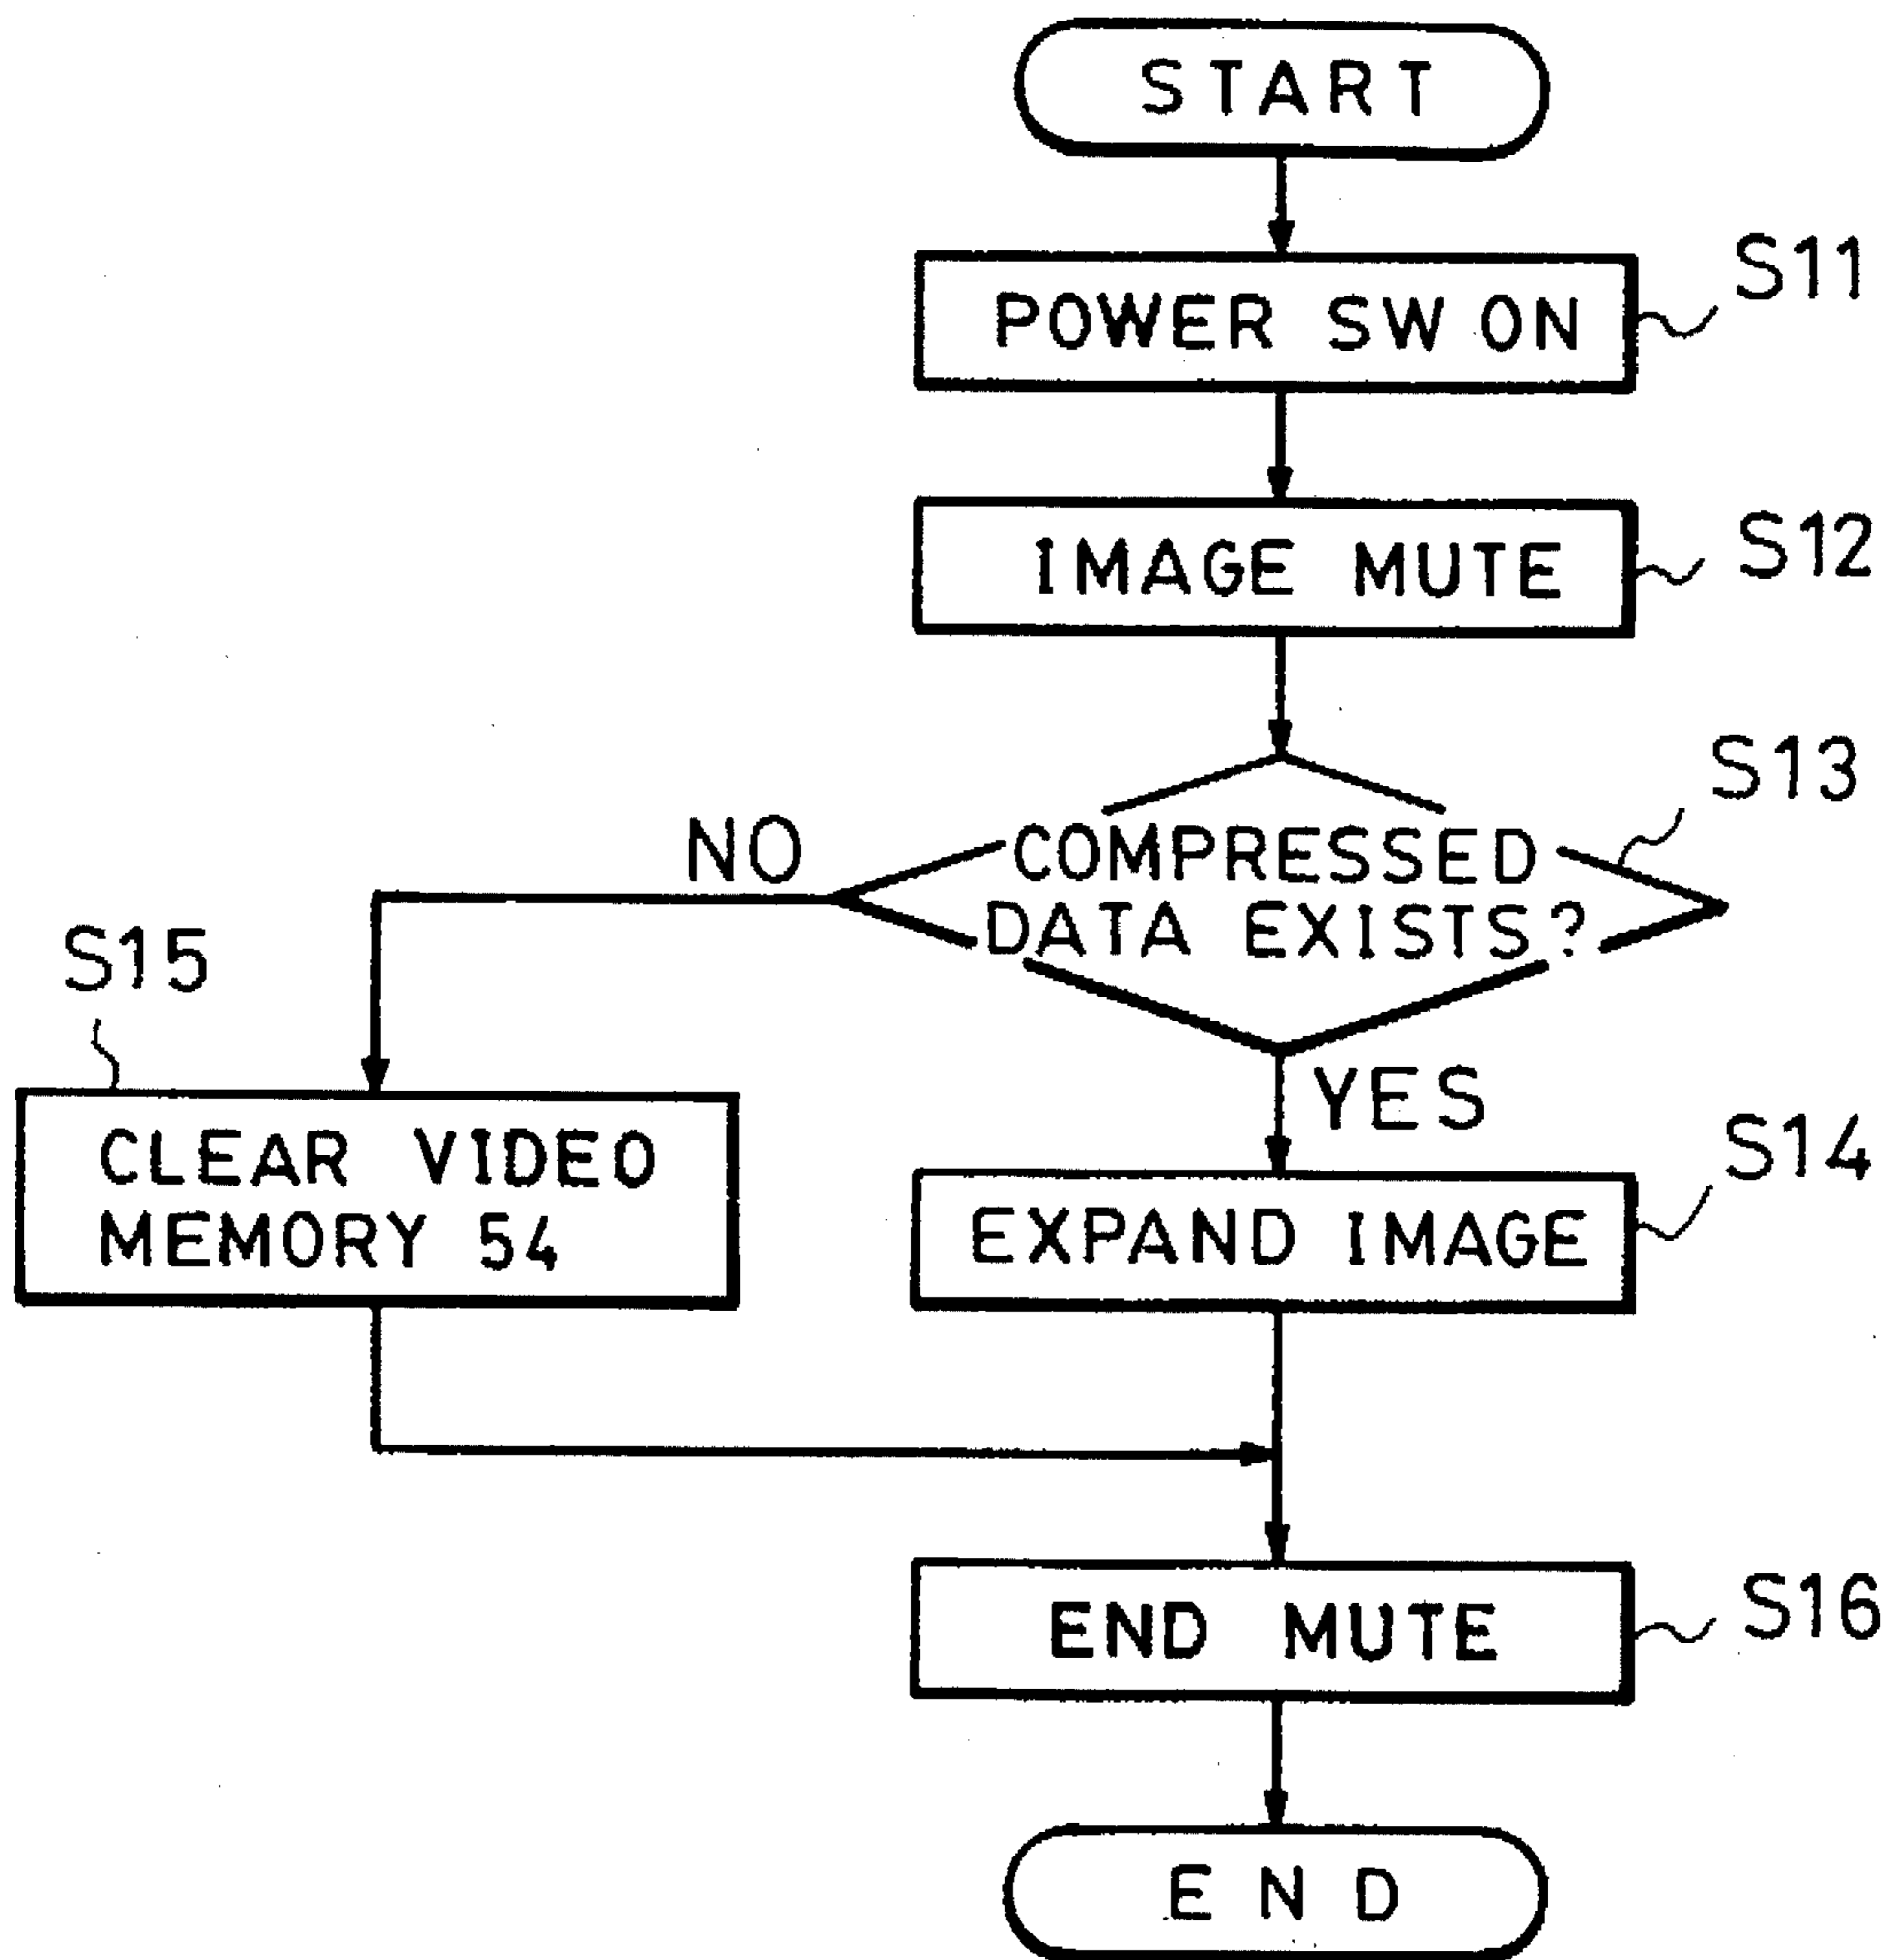 START
POWER SW ON
S11
IMAGE MUTE
S12
S13
COMPRESSED
DATA EXISTS?
NO
YES
S15
CLEAR VIDEO
MEMORY 54
S14
EXPAND IMAGE
END MUTE
S16
END